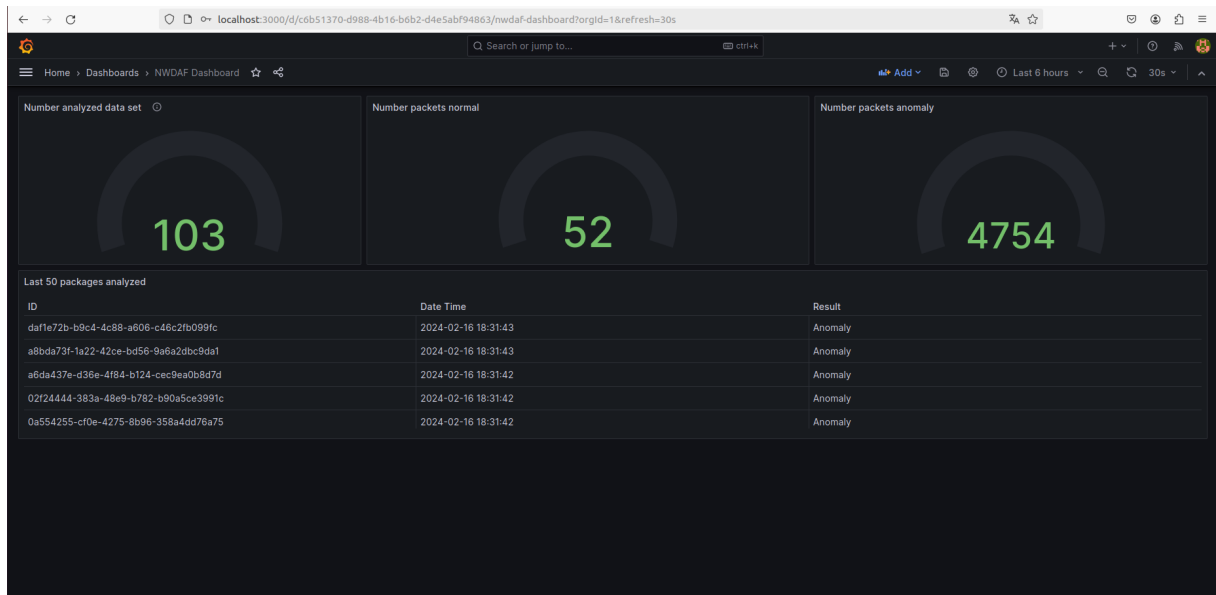 localhost:3000/d/c6b51370-d988-4b16-b6b2-d4e5abf94863/nwdaf-dashboard?orgId=1&refresh=30s
Search or jump to... ctrl+k
Home › Dashboards › NWDAF Dashboard Add Last 6 hours 30s
Number analyzed data set Number packets normal Number packets anomaly
103 52 4754
Last 50 packages analyzed
ID Date Time Result
daf1e72b-b9c4-4c88-a606-c46c2fb099fc 2024-02-16 18:31:43 Anomaly
a8bda73f-1a22-42ce-bd56-9a6a2dbc9da1 2024-02-16 18:31:43 Anomaly
a6da437e-d36e-4f84-b124-cec9ea0b8d7d 2024-02-16 18:31:42 Anomaly
02f24444-383a-48e9-b782-b90a5ce3991c 2024-02-16 18:31:42 Anomaly
0a554255-cf0e-4275-8b96-358a4dd76a75 2024-02-16 18:31:42 Anomaly